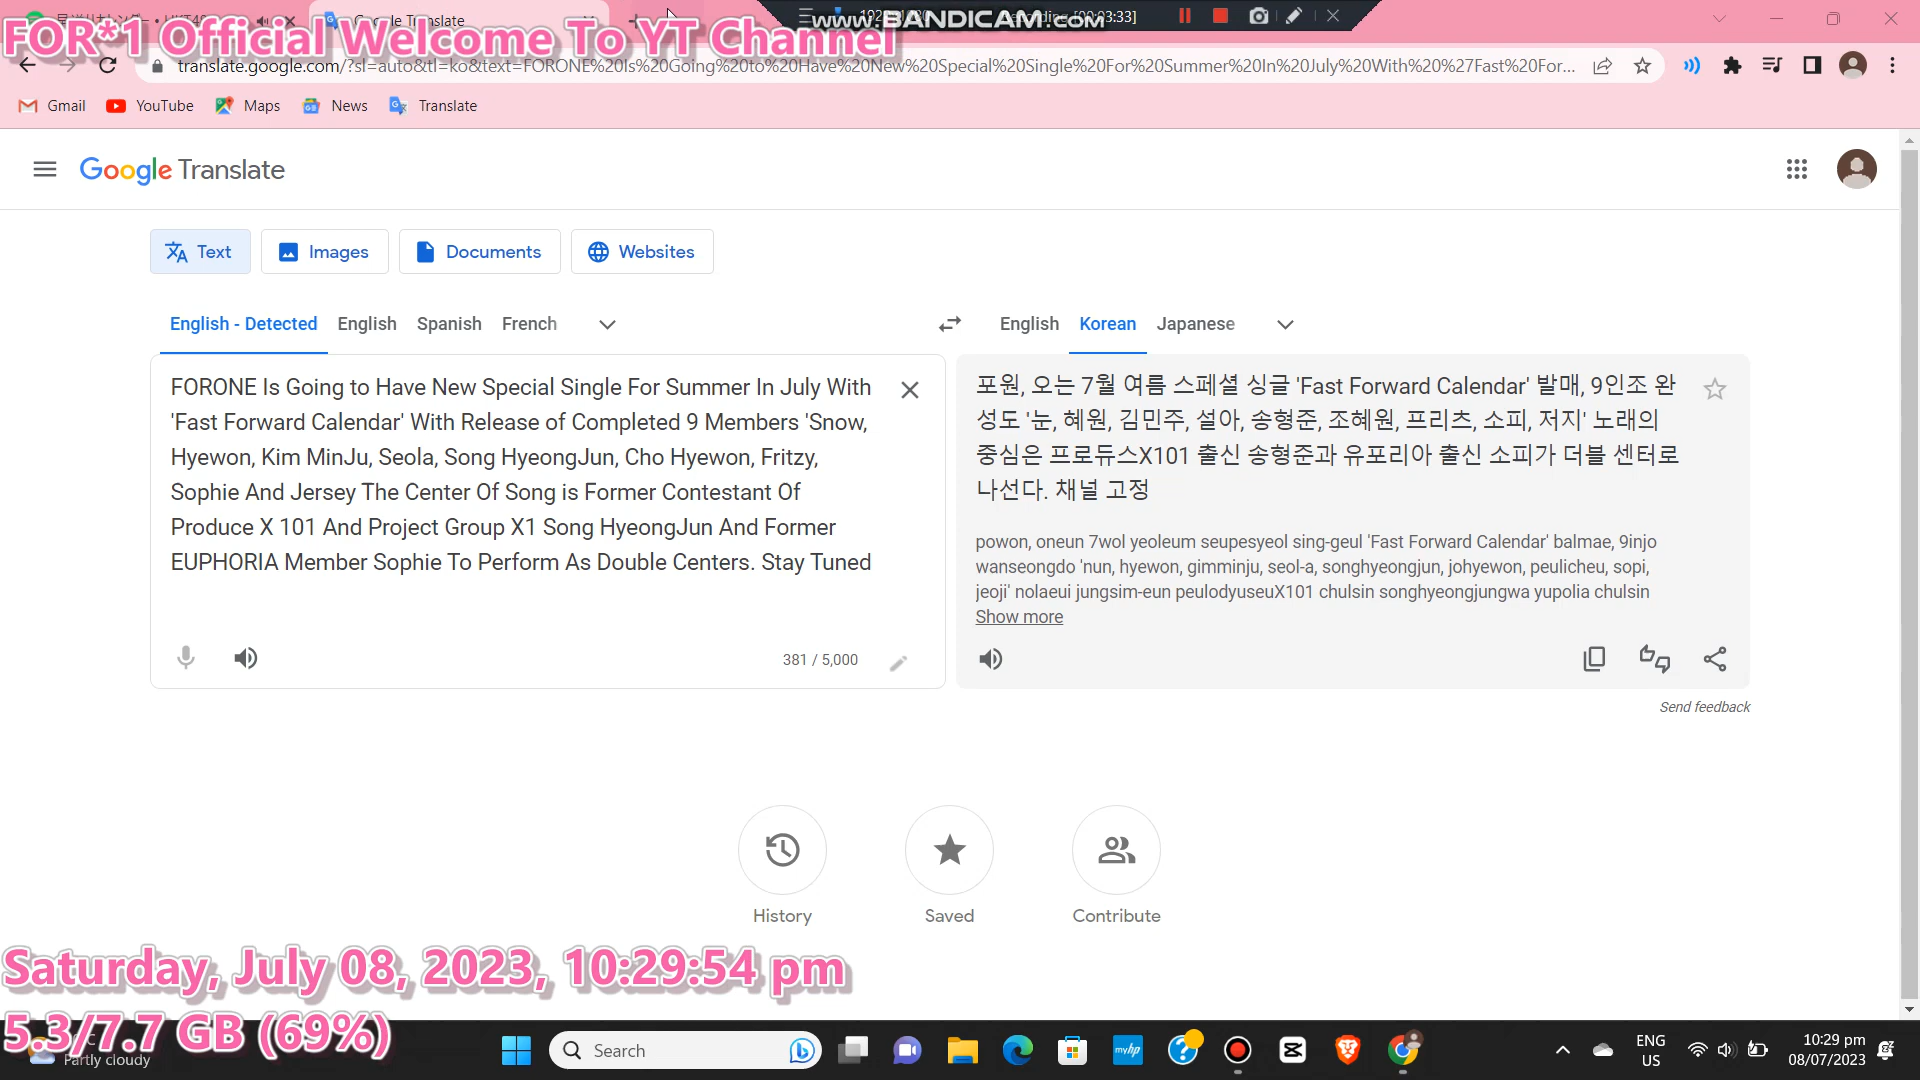 FOR*1 Official Welcome To YT Channel
Google Translate
www.BANDICAM.com
[00:03:33]
translate.google.com/?sl=auto&tl=ko&text=FORONE%20Is%20Going%20to%20Have%20New%20Special%20Single%20For%20Summer%20In%20July%20With%20%27Fast%20For...
Gmail YouTube Maps News Translate
Google Translate
Text Images Documents Websites
English - Detected English Spanish French
English Korean Japanese
FORONE Is Going to Have New Special Single For Summer In July With
'Fast Forward Calendar' With Release of Completed 9 Members 'Snow,
Hyewon, Kim MinJu, Seola, Song HyeongJun, Cho Hyewon, Fritzy,
Sophie And Jersey The Center Of Song is Former Contestant Of
Produce X 101 And Project Group X1 Song HyeongJun And Former
EUPHORIA Member Sophie To Perform As Double Centers. Stay Tuned
381 / 5,000
포원, 오는 7월 여름 스페셜 싱글 'Fast Forward Calendar' 발매, 9인조 완
성도 '눈, 혜원, 김민주, 설아, 송형준, 조혜원, 프리츠, 소피, 저지' 노래의
중심은 프로듀스X101 출신 송형준과 유포리아 출신 소피가 더블 센터로
나선다. 채널 고정
powon, oneun 7wol yeoleum seupesyeol sing-geul 'Fast Forward Calendar' balmae, 9injo
wanseongdo 'nun, hyewon, gimminju, seol-a, songhyeongjun, johyewon, peulicheu, sopi,
jeoji' nolaeui jungsim-eun peulodyuseuX101 chulsin songhyeongjungwa yupolia chulsin
Show more
Send feedback
History Saved Contribute
Saturday, July 08, 2023, 10:29:54 pm
5.3/7.7 GB (69%)
Partly cloudy
Search
myhp
ENG
US
10:29 pm
08/07/2023